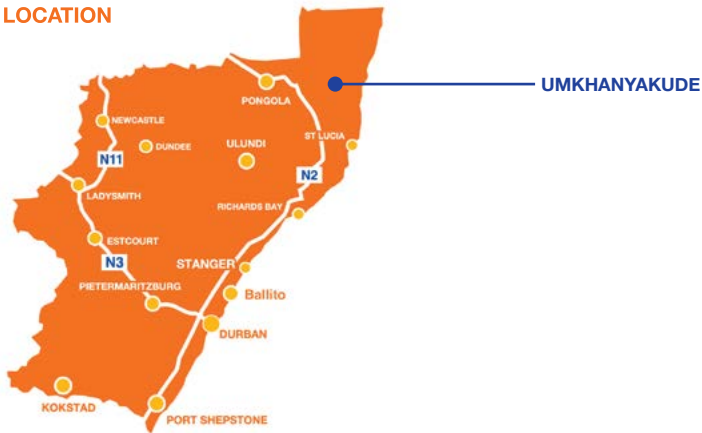 LOCATION
UMKHANYAKUDE
PONGOLA
NEWCASTLE
DUNDEE
ULUNDI
ST LUCIA
N11
N2
LADYSMITH
RICHARDS BAY
ESTCOURT
N3
STANGER
PIETERMARITZBURG
Ballito
DURBAN
KOKSTAD
PORT SHEPSTONE